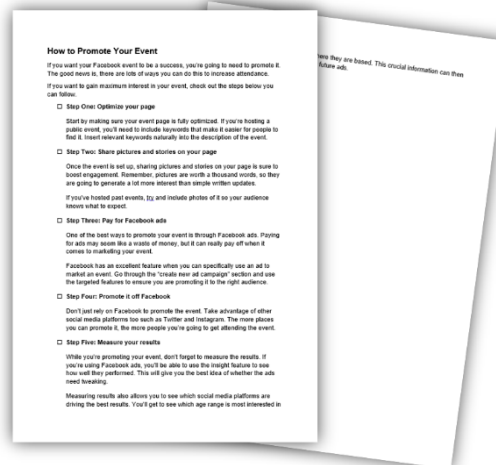 How to Promote Your Event
If you want your Facebook event to be a success, you're going to need to promote it.
The good news is, there are lots of ways you can do this to increase attendance.
If you want to gain maximum interest in your event, check out the steps below you
can follow.
☐ Step One: Optimize your page
Start by making sure your event page is fully optimized. If you're hosting a
public event, you'll need to include keywords that make it easier for people to
find it. Insert relevant keywords naturally into the description of the event.
☐ Step Two: Share pictures and stories on your page
Once the event is set up, sharing pictures and stories on your page is sure to
boost engagement. Remember, pictures are worth a thousand words, so they
are going to generate a lot more interest than simple written updates.
If you've hosted past events, try and include photos of it so your audience
knows what to expect.
☐ Step Three: Pay for Facebook ads
One of the best ways to promote your event is through Facebook ads. Paying
for ads may seem like a waste of money, but it can really pay off when it
comes to marketing your event.
Facebook has an excellent feature when you can specifically use an ad to
market an event. Go through the "create new ad campaign" section and use
the targeted features to ensure you are promoting it to the right audience.
☐ Step Four: Promote it off Facebook
Don't just rely on Facebook to promote the event. Take advantage of other
social media platforms too such as Twitter and Instagram. The more places
you can promote it, the more people you're going to get attending the event.
☐ Step Five: Measure your results
While you're promoting your event, don't forget to measure the results. If
you're using Facebook ads, you'll be able to use the insight feature to see
how well they performed. This will give you the best idea of whether the ads
need tweaking.
Measuring results also allows you to see which social media platforms are
driving the best results. You'll get to see which age range is most interested in
here they are based. This crucial information can then
future ads.